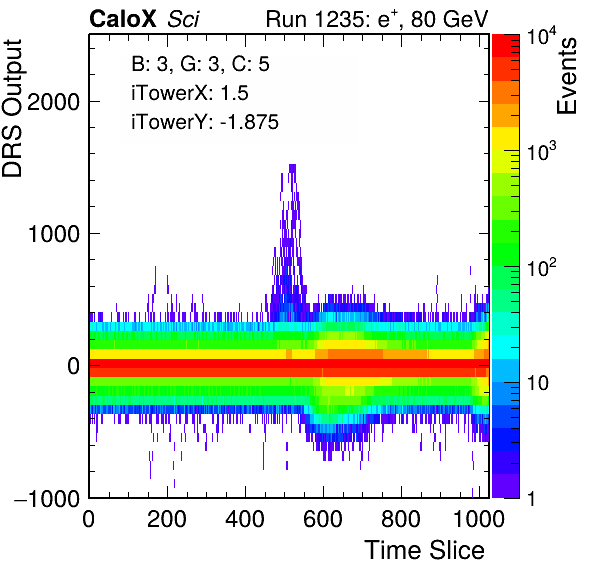 CaloX Sci Run 1235: e⁺, 80 GeV
B: 3, G: 3, C: 5
iTowerX: 1.5
iTowerY: -1.875
DRS Output
2000
1000
0
−1000
0 200 400 600 800 1000
Time Slice
Events
10⁴
10³
10²
10
1